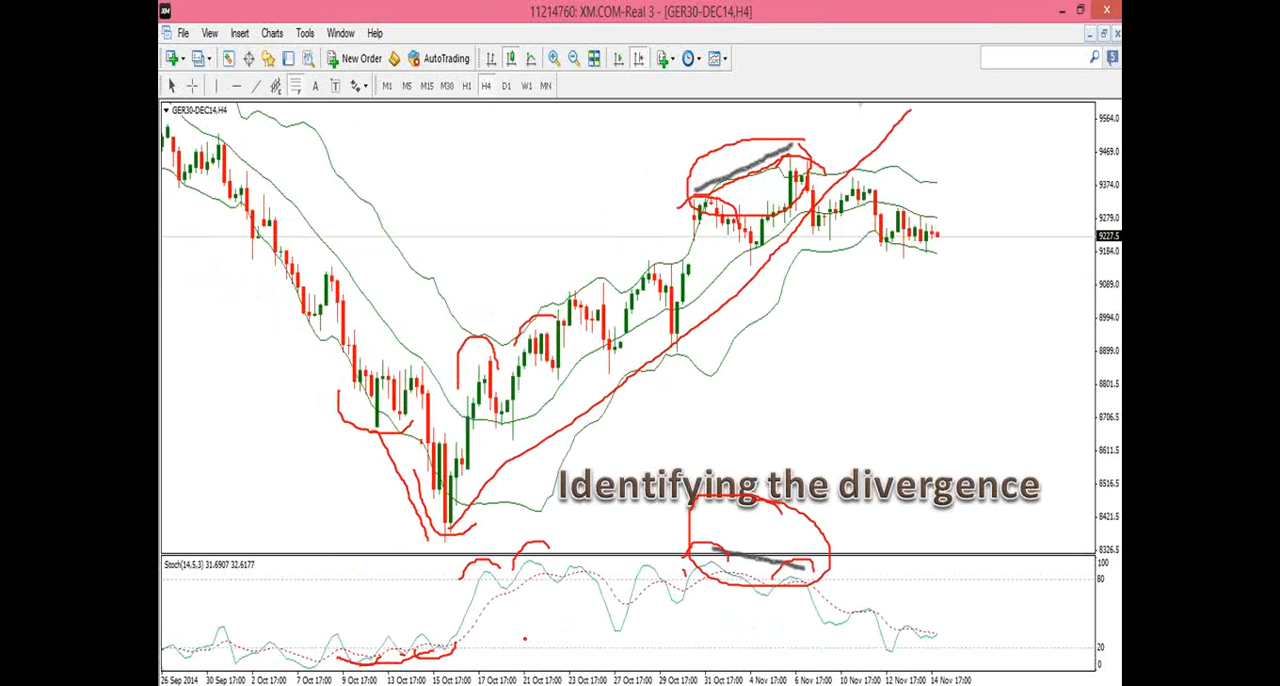 XM 11214760: XM.COM-Real 3 - [GER30-DEC14,H4]
File View Insert Charts Tools Window Help
New Order AutoTrading
A T M1 M5 M15 M30 H1 H4 D1 W1 MN
GER30-DEC14,H4
9564.0
9469.0
9374.0
9279.0
9227.5
9184.0
9089.0
8994.0
8899.0
8801.5
8706.5
8611.5
8516.5
8421.5
8326.5
Identifying the divergence
Stoch(14,5,3) 31.6907 32.6177
100
80
20
0
26 Sep 2014 30 Sep 17:00 2 Oct 17:00 7 Oct 17:00 9 Oct 17:00 13 Oct 17:00 15 Oct 17:00 17 Oct 17:00 21 Oct 17:00 23 Oct 17:00 27 Oct 17:00 29 Oct 17:00 31 Oct 17:00 4 Nov 17:00 6 Nov 17:00 10 Nov 17:00 12 Nov 17:00 14 Nov 17:00